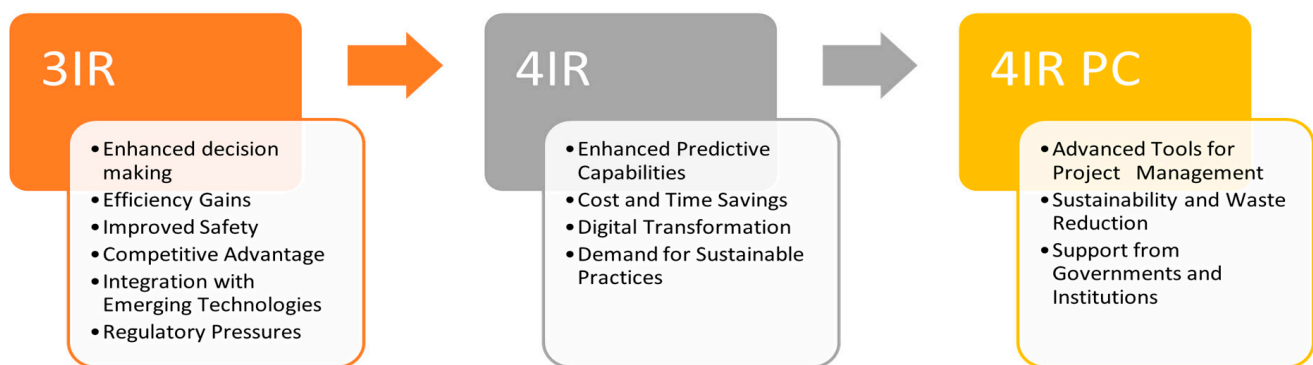 3IR
• Enhanced decision
making
• Efficiency Gains
• Improved Safety
• Competitive Advantage
• Integration with
Emerging Technologies
• Regulatory Pressures
4IR
• Enhanced Predictive
Capabilities
• Cost and Time Savings
• Digital Transformation
• Demand for Sustainable
Practices
4IR PC
• Advanced Tools for
Project Management
• Sustainability and Waste
Reduction
• Support from
Governments and
Institutions